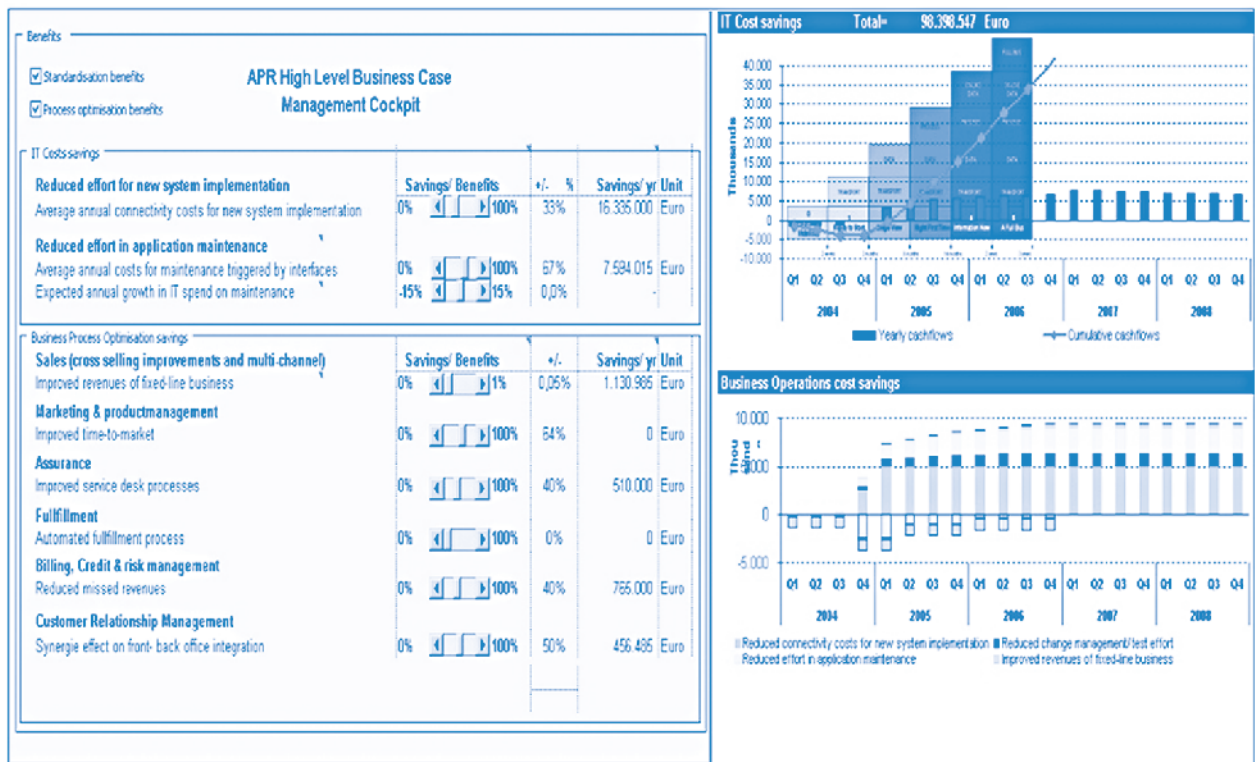 Benefits
Standardisation benefits
Process optimisation benefits
APR High Level Business Case
Management Cockpit
IT Costs savings
Reduced effort for new system implementation Savings/ Benefits +/- % Savings/ yr Unit
Average annual connectivity costs for new system implementation 0% 100% 33% 16.335.000 Euro
Reduced effort in application maintenance
Average annual costs for maintenance triggered by interfaces 0% 100% 67% 7.594.015 Euro
Expected annual growth in IT spend on maintenance -15% 15% 0,0% -
Business Process Optimisation savings
Sales (cross selling improvements and multi-channel) Savings/ Benefits +/- Savings/ yr Unit
Improved revenues of fixed-line business 0% 1% 0,05% 1.130.985 Euro
Marketing & productmanagement
Improved time-to-market 0% 100% 64% 0 Euro
Assurance
Improved service desk processes 0% 100% 40% 510.000 Euro
Fullfillment
Automated fullfillment process 0% 100% 0% 0 Euro
Billing, Credit & risk management
Reduced missed revenues 0% 100% 40% 765.000 Euro
Customer Relationship Management
Synergie effect on front- back office integration 0% 100% 50% 456.485 Euro
IT Cost savings Total= 98.398.547 Euro
Thousands
40.000
35.000
30.000
25.000
20.000
15.000
10.000
5.000
0
-5.000
-10.000
Q1 Q2 Q3 Q4 Q1 Q2 Q3 Q4 Q1 Q2 Q3 Q4 Q1 Q2 Q3 Q4 Q1 Q2 Q3 Q4
2004 2005 2006 2007 2008
Yearly cashflows Cumulative cashflows
Business Operations cost savings
10.000
0
-5.000
Q1 Q2 Q3 Q4 Q1 Q2 Q3 Q4 Q1 Q2 Q3 Q4 Q1 Q2 Q3 Q4 Q1 Q2 Q3 Q4
2004 2005 2006 2007 2008
Reduced connectivity costs for new system implementation Reduced change management/test effort
Reduced effort in application maintenance Improved revenues of fixed-line business